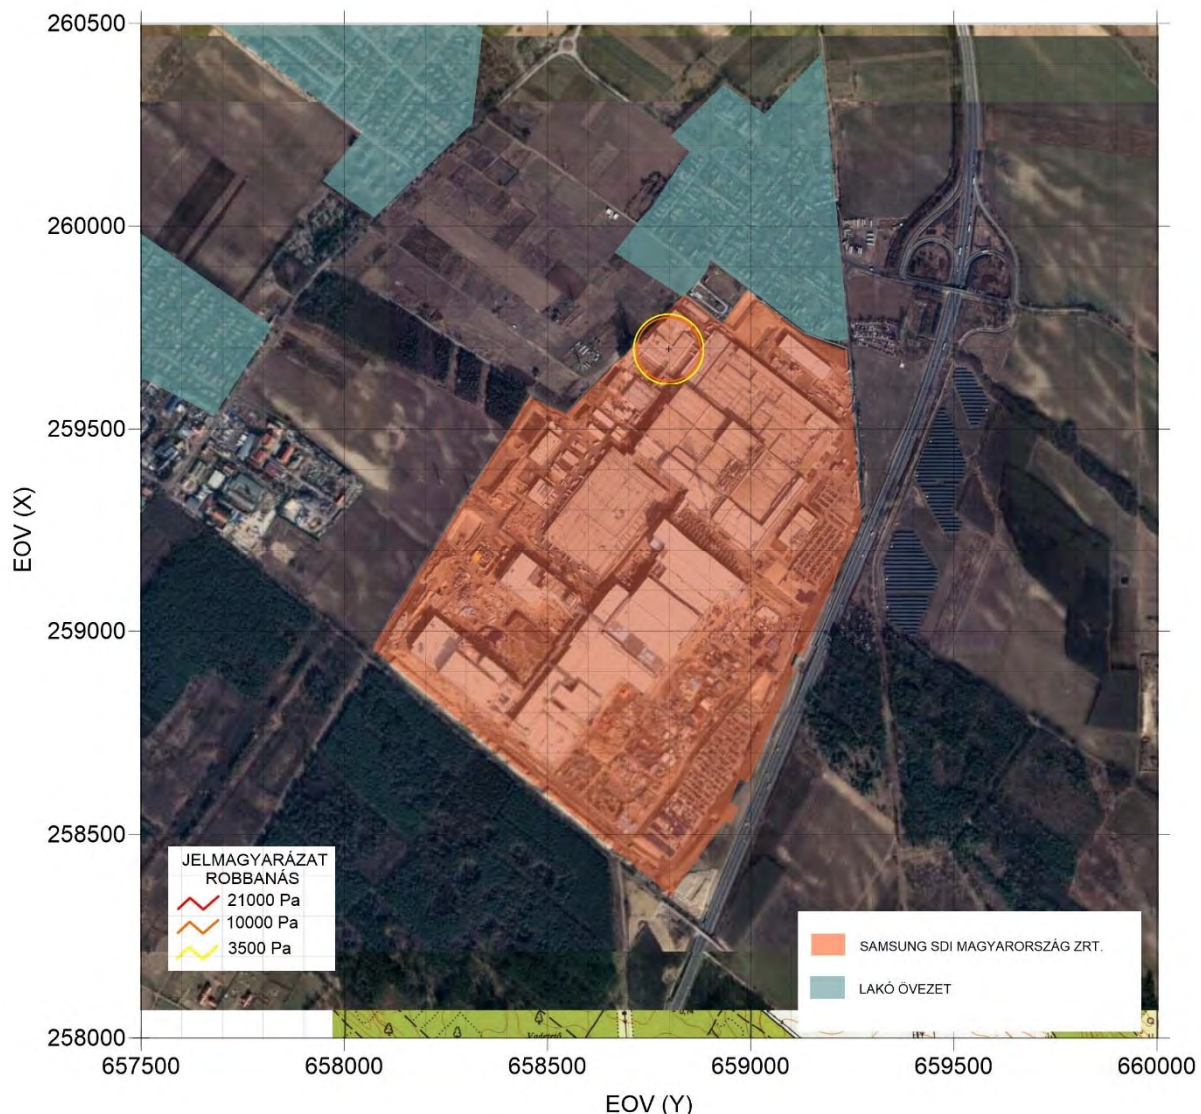 260500
260000
259500
EOV (X)
259000
258500
JELMAGYARÁZAT
ROBBANÁS
21000 Pa
10000 Pa
3500 Pa
SAMSUNG SDI MAGYARORSZÁG ZRT.
LAKÓ ÖVEZET
258000
657500 658000 658500 659000 659500 660000
EOV (Y)